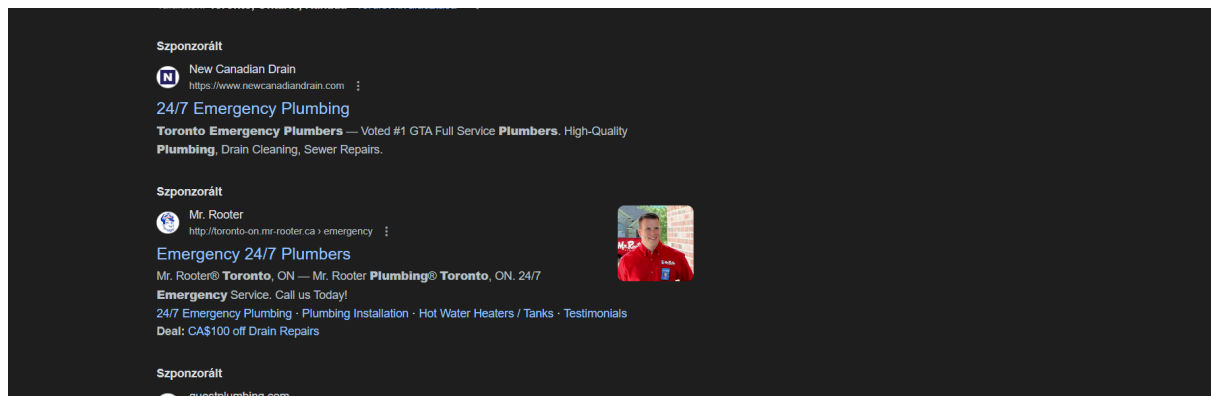 Szponzorált
New Canadian Drain
https://www.newcanadiandrain.com
24/7 Emergency Plumbing
Toronto Emergency Plumbers — Voted #1 GTA Full Service Plumbers. High-Quality
Plumbing, Drain Cleaning, Sewer Repairs.
Szponzorált
Mr. Rooter
http://toronto-on.mr-rooter.ca › emergency
Emergency 24/7 Plumbers
Mr. Rooter® Toronto, ON — Mr. Rooter Plumbing® Toronto, ON. 24/7
Emergency Service. Call us Today!
24/7 Emergency Plumbing · Plumbing Installation · Hot Water Heaters / Tanks · Testimonials
Deal: CA$100 off Drain Repairs
Szponzorált
questplumbing.com